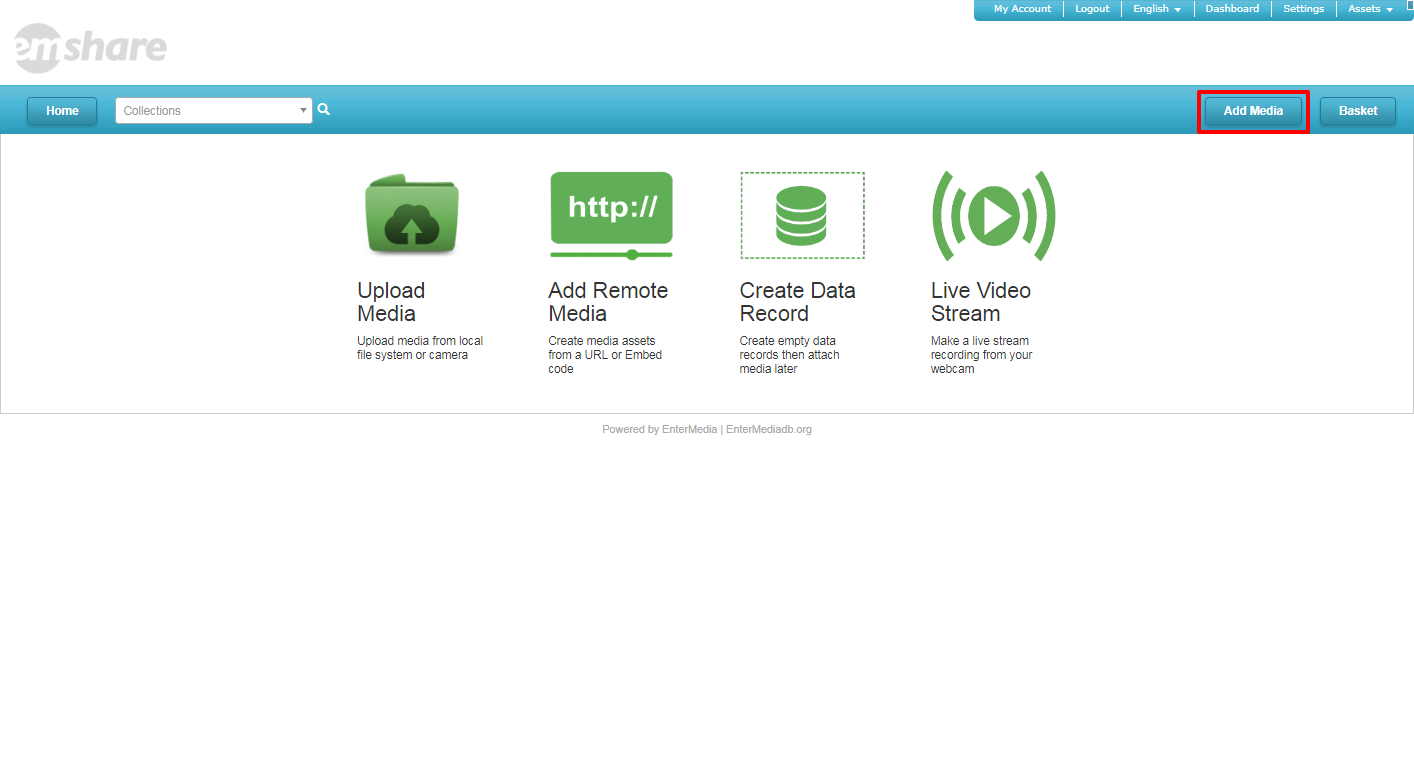 My Account Logout English Dashboard Settings Assets
emshare
Home Collections Add Media Basket
http://
Upload
Media
Upload media from local
file system or camera
Add Remote
Media
Create media assets
from a URL or Embed
code
Create Data
Record
Create empty data
records then attach
media later
Live Video
Stream
Make a live stream
recording from your
webcam
Powered by EnterMedia | EnterMediadb.org